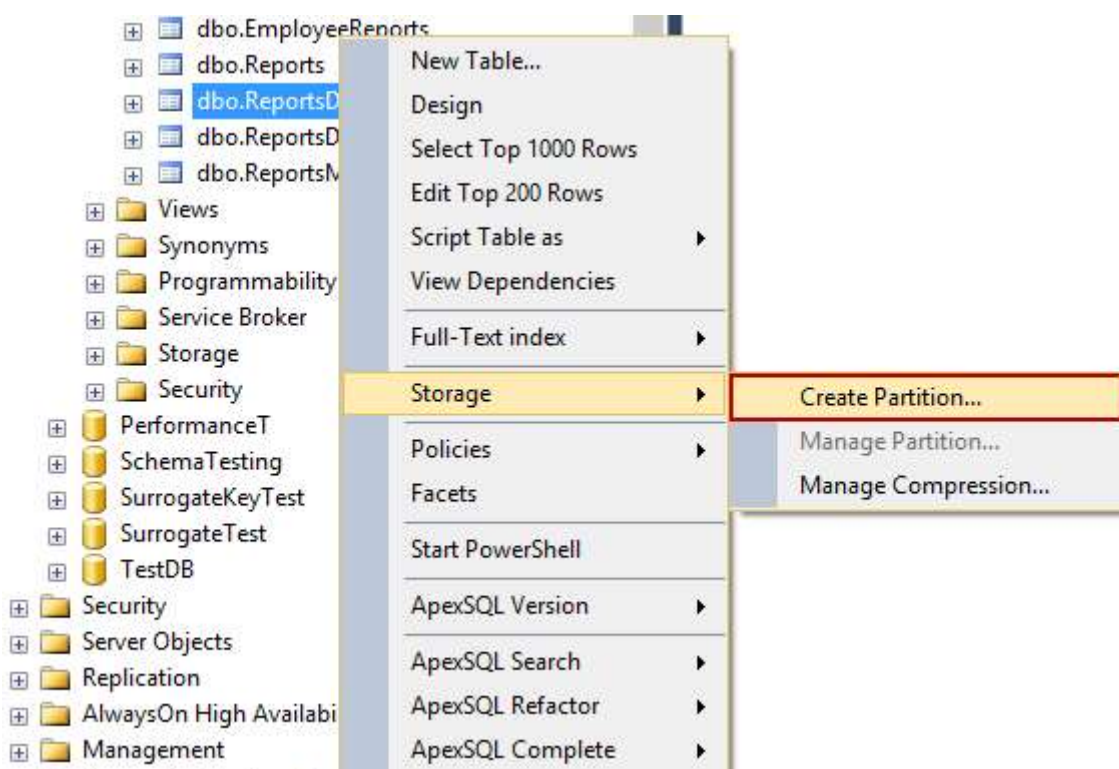 dbo.EmployeeReports
dbo.Reports
dbo.ReportsD
dbo.ReportsD
dbo.ReportsM
Views
Synonyms
Programmability
Service Broker
Storage
Security
PerformanceT
SchemaTesting
SurrogateKeyTest
SurrogateTest
TestDB
Security
Server Objects
Replication
AlwaysOn High Availabi
Management
New Table...
Design
Select Top 1000 Rows
Edit Top 200 Rows
Script Table as
View Dependencies
Full-Text index
Storage
Policies
Facets
Start PowerShell
ApexSQL Version
ApexSQL Search
ApexSQL Refactor
ApexSQL Complete
Create Partition...
Manage Partition...
Manage Compression...